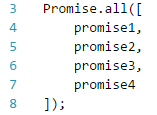 3 Promise.all([
4     promise1,
5     promise2,
6     promise3,
7     promise4
8 ]);